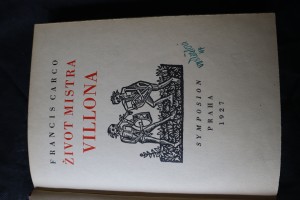 FRANCIS CARCO
ŽIVOT MISTRA
VILLONA
SYMPOSION
PRAHA
1927